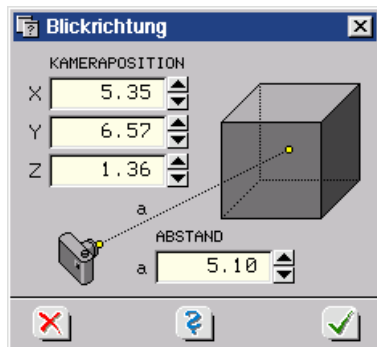 Blickrichtung
KAMERAPOSITION
X 5.35
Y 6.57
Z 1.36
a
ABSTAND
a 5.10